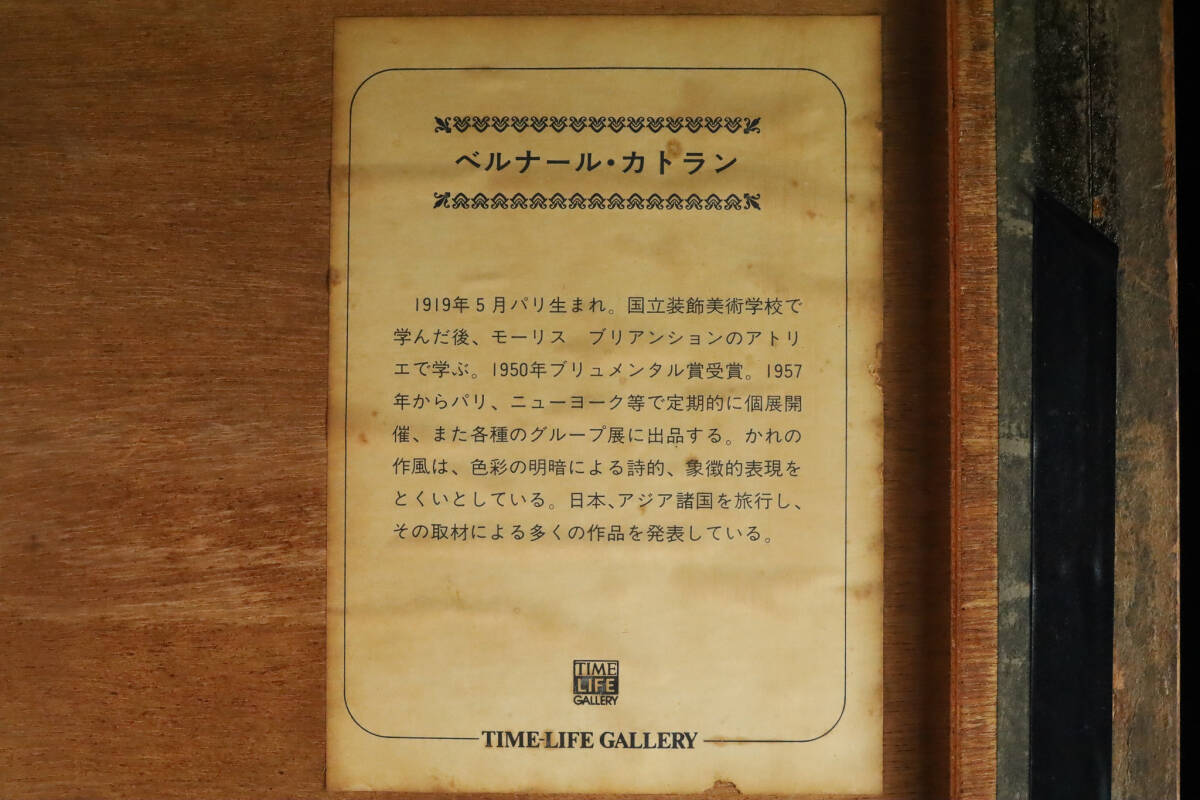 ベルナール・カトラン
1919年5月パリ生まれ。国立装飾美術学校で
学んだ後、モーリス　ブリアンションのアトリ
エで学ぶ。1950年ブリュメンタル賞受賞。1957
年からパリ、ニューヨーク等で定期的に個展開
催、また各種のグループ展に出品する。かれの
作風は、色彩の明暗による詩的、象徴的表現を
とくいとしている。日本、アジア諸国を旅行し、
その取材による多くの作品を発表している。
TIME
LIFE
GALLERY
TIME-LIFE GALLERY